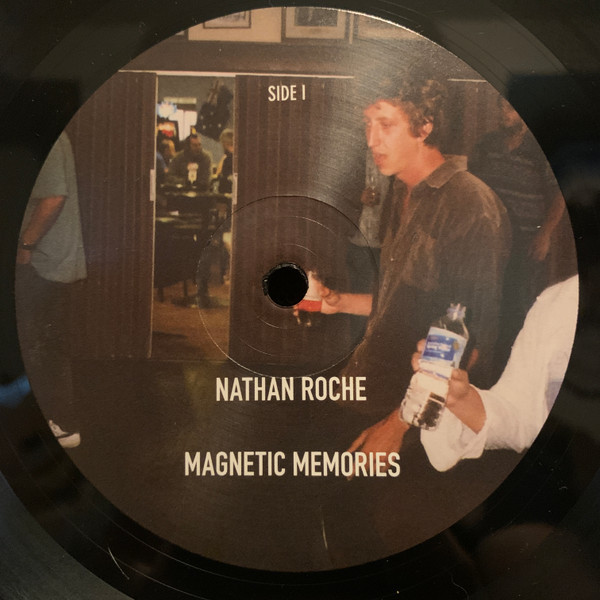 SIDE 1
NATHAN ROCHE
MAGNETIC MEMORIES